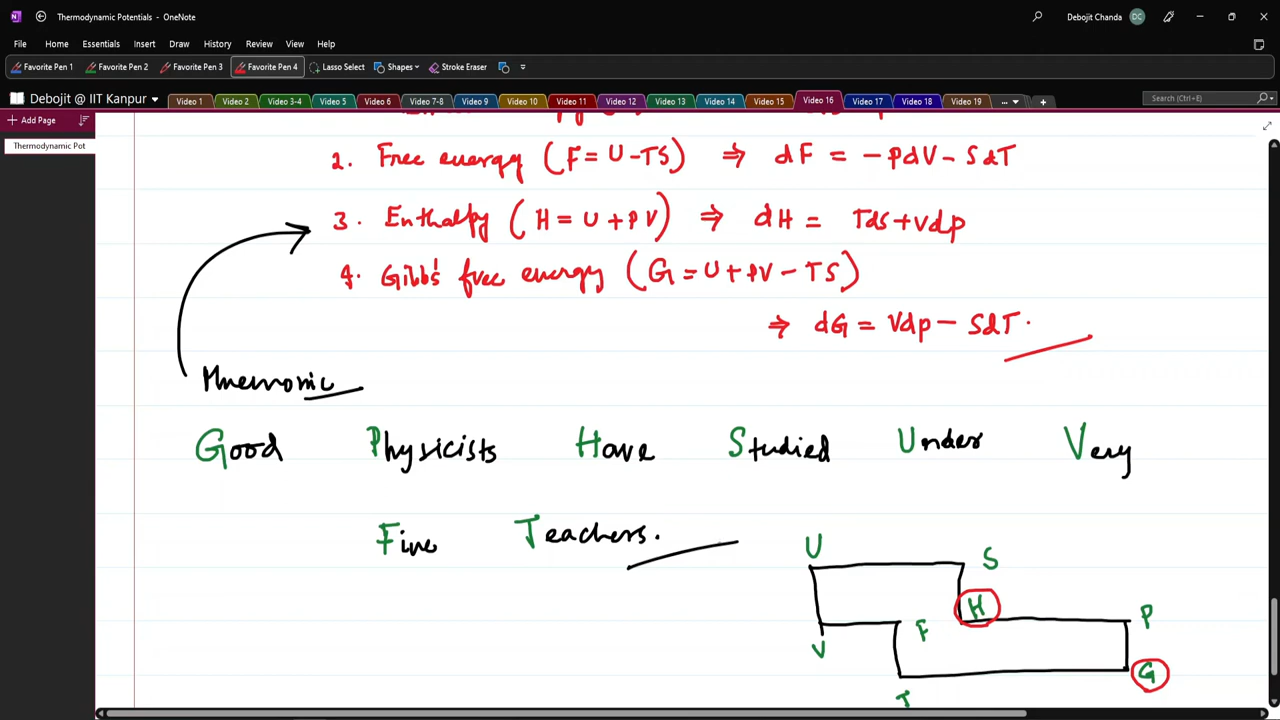 Thermodynamic Potentials - OneNote
Debojit Chanda DC
File Home Essentials Insert Draw History Review View Help
Favorite Pen 1 Favorite Pen 2 Favorite Pen 3 Favorite Pen 4 Lasso Select Shapes Stroke Eraser
Debojit @ IIT Kanpur Video 1 Video 2 Video 3-4 Video 5 Video 6 Video 7-8 Video 9 Video 10 Video 11 Video 12 Video 13 Video 14 Video 15 Video 16 Video 17 Video 18 Video 19 ... Search (Ctrl+E)
Add Page
Thermodynamic Pot
2. Free energy (F = U - TS) ⇒ dF = - PdV - SdT
3. Enthalpy (H = U + PV) ⇒ dH = Tds + Vdp
4. Gibb's free energy (G = U + PV - TS)
⇒ dG = Vdp - SdT.
Mnemonic
Good Physicists Have Studied Under Very
Fine Teachers.
U S
H P
V F
G
T